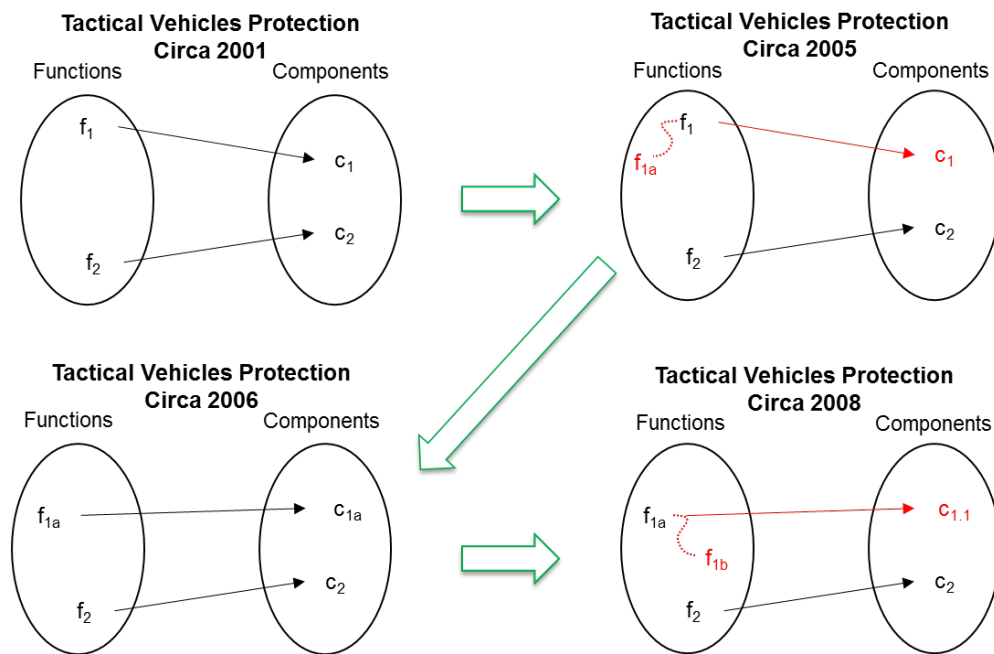 Tactical Vehicles Protection
Circa 2001
Functions Components
f₁
c₁
c₂
f₂
Tactical Vehicles Protection
Circa 2005
Functions Components
f₁
f₁ₐ
c₁
c₂
f₂
Tactical Vehicles Protection
Circa 2006
Functions Components
f₁ₐ
c₁ₐ
c₂
f₂
Tactical Vehicles Protection
Circa 2008
Functions Components
f₁ₐ
c₁.₁
f1b
c₂
f₂